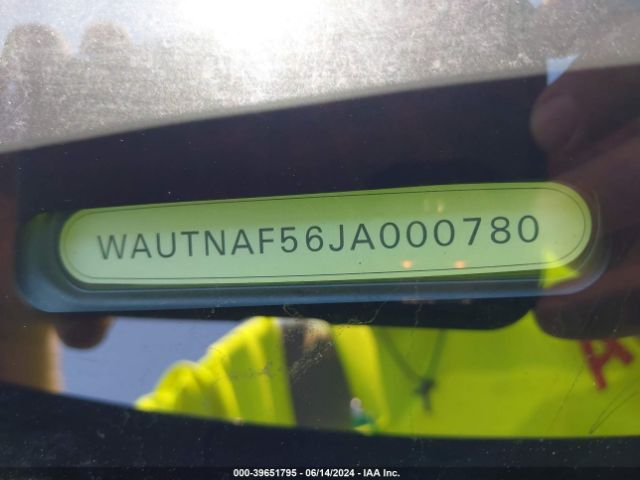 WAUTNAF56JA000780
A
000-39651795 - 06/14/2024 - IAA Inc.